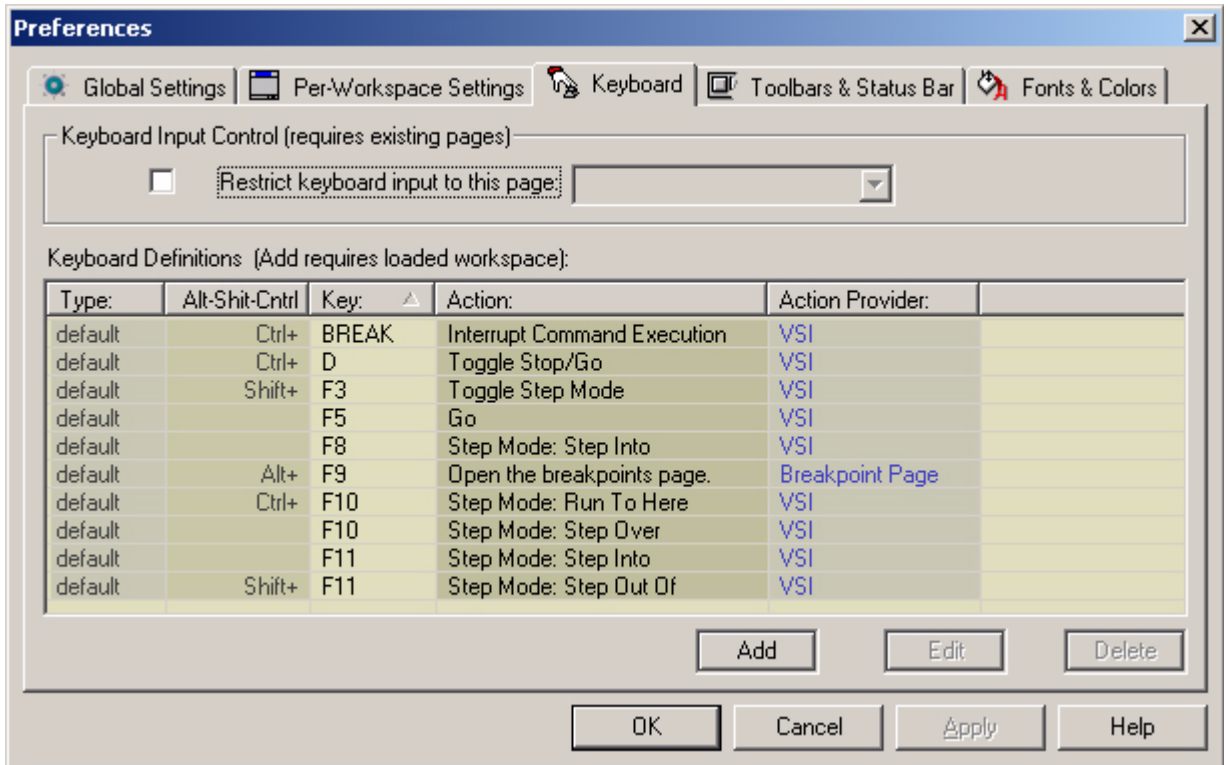 Preferences
Global Settings Per-Workspace Settings Keyboard Toolbars & Status Bar Fonts & Colors
Keyboard Input Control (requires existing pages)
Restrict keyboard input to this page:
Keyboard Definitions (Add requires loaded workspace):
Type: Alt-Shit-Cntrl Key: Action: Action Provider:
default Ctrl+ BREAK Interrupt Command Execution VSI
default Ctrl+ D Toggle Stop/Go VSI
default Shift+ F3 Toggle Step Mode VSI
default F5 Go VSI
default F8 Step Mode: Step Into VSI
default Alt+ F9 Open the breakpoints page. Breakpoint Page
default Ctrl+ F10 Step Mode: Run To Here VSI
default F10 Step Mode: Step Over VSI
default F11 Step Mode: Step Into VSI
default Shift+ F11 Step Mode: Step Out Of VSI
Add Edit Delete
OK Cancel Apply Help